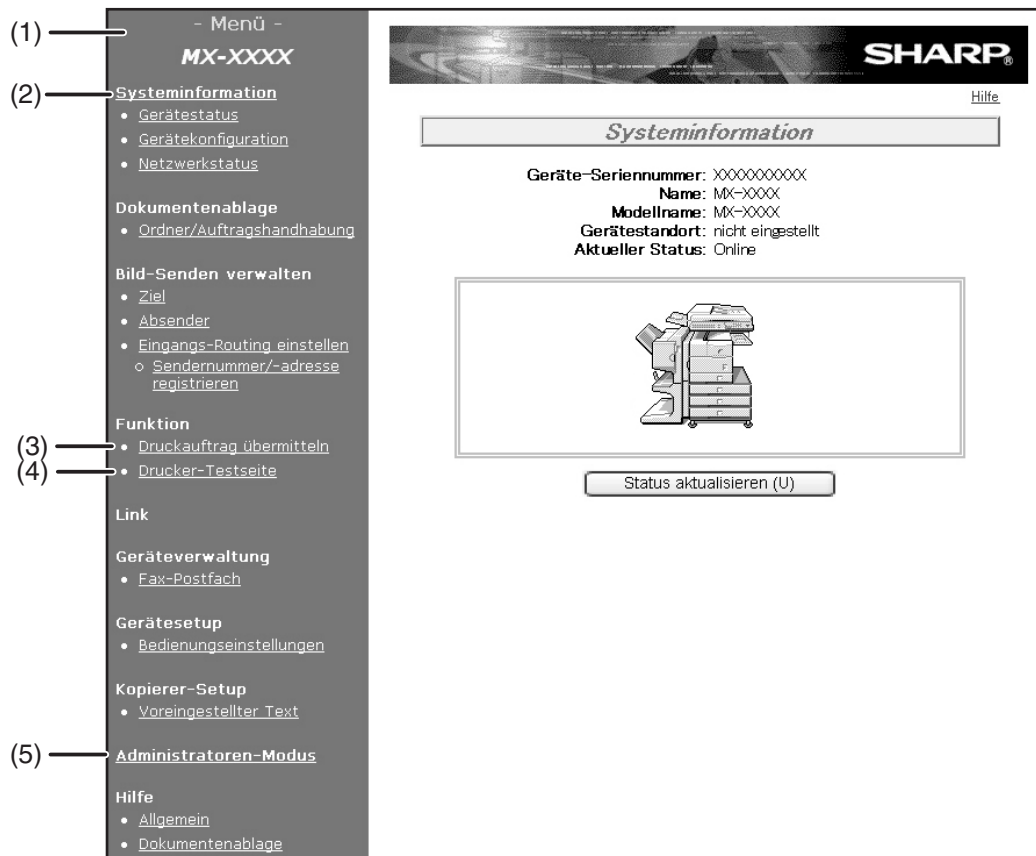 (1)
(2)
(3)
(4)
(5)
- Menü -
MX-XXXX
Systeminformation
• Gerätestatus
• Gerätekonfiguration
• Netzwerkstatus
Dokumentenablage
• Ordner/Auftragshandhabung
Bild-Senden verwalten
• Ziel
• Absender
• Eingangs-Routing einstellen
○ Sendernummer/-adresse
registrieren
Funktion
• Druckauftrag übermitteln
• Drucker-Testseite
Link
Geräteverwaltung
• Fax-Postfach
Gerätesetup
• Bedienungseinstellungen
Kopierer-Setup
• Voreingestellter Text
Administratoren-Modus
Hilfe
• Allgemein
• Dokumentenablage
SHARP®
Hilfe
Systeminformation
Geräte-Seriennummer: XXXXXXXXXX
Name: MX-XXXX
Modellname: MX-XXXX
Gerätestandort: nicht eingestellt
Aktueller Status: Online
Status aktualisieren (U)